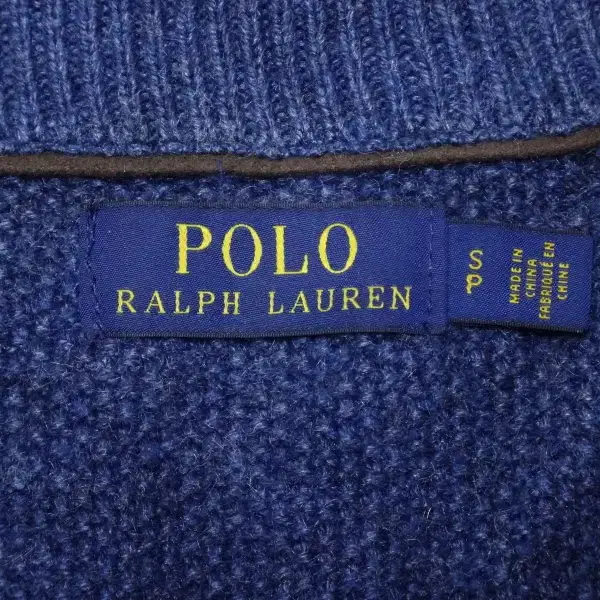 POLO
RALPH LAUREN
S
P
MADE IN
CHINA
FABRIQUÉ EN
CHINE